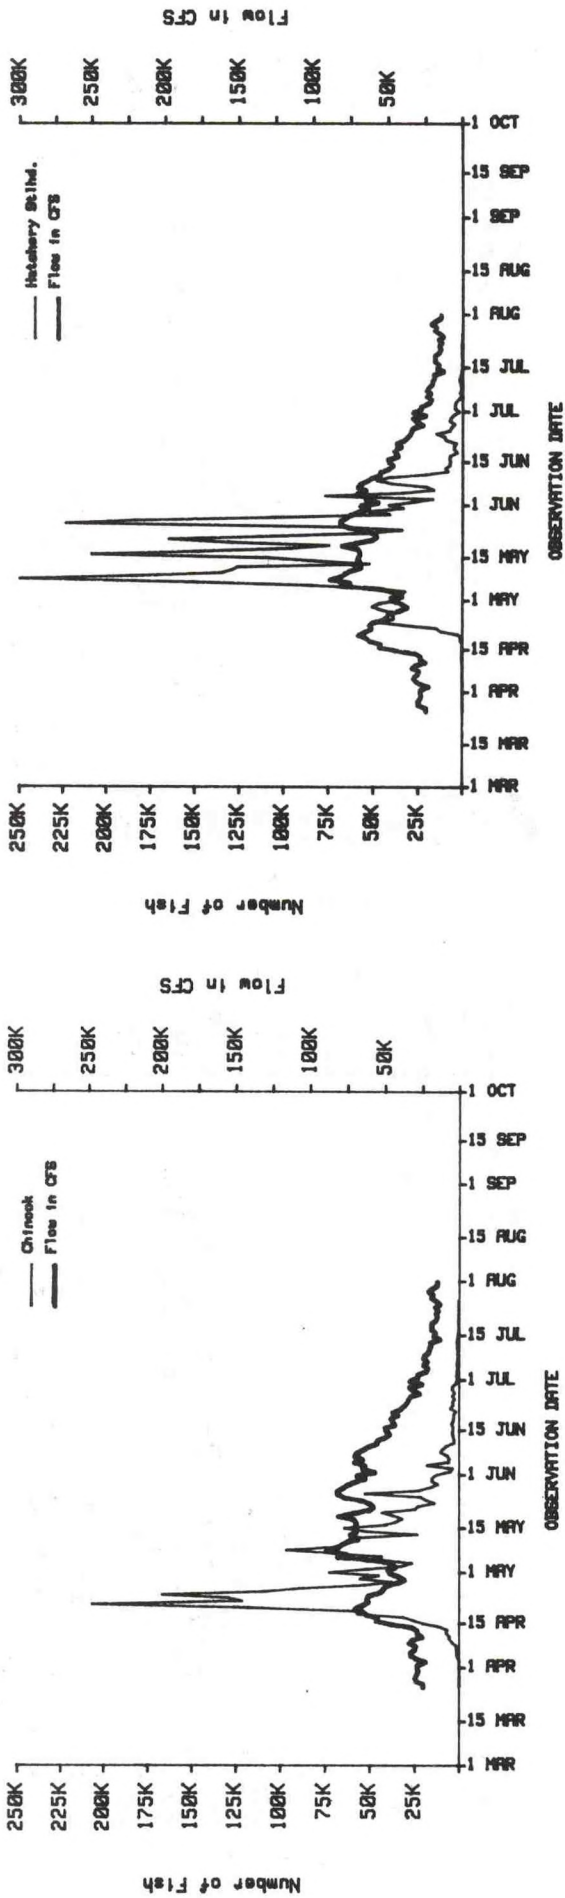 Number of Fish
250K
225K
200K
175K
150K
125K
100K
75K
50K
25K
Chinook
Flow in CFS
300K
250K
200K
150K
100K
50K
Flow in CFS
1 MAR
15 MAR
1 APR
15 APR
1 MAY
15 MAY
1 JUN
15 JUN
1 JUL
15 JUL
1 AUG
15 AUG
1 SEP
15 SEP
1 OCT
OBSERVATION DATE
Number of Fish
250K
225K
200K
175K
150K
125K
100K
75K
50K
25K
Hatchery Stlhd.
Flow in CFS
300K
250K
200K
150K
100K
50K
Flow in CFS
1 MAR
15 MAR
1 APR
15 APR
1 MAY
15 MAY
1 JUN
15 JUN
1 JUL
15 JUL
1 AUG
15 AUG
1 SEP
15 SEP
1 OCT
OBSERVATION DATE